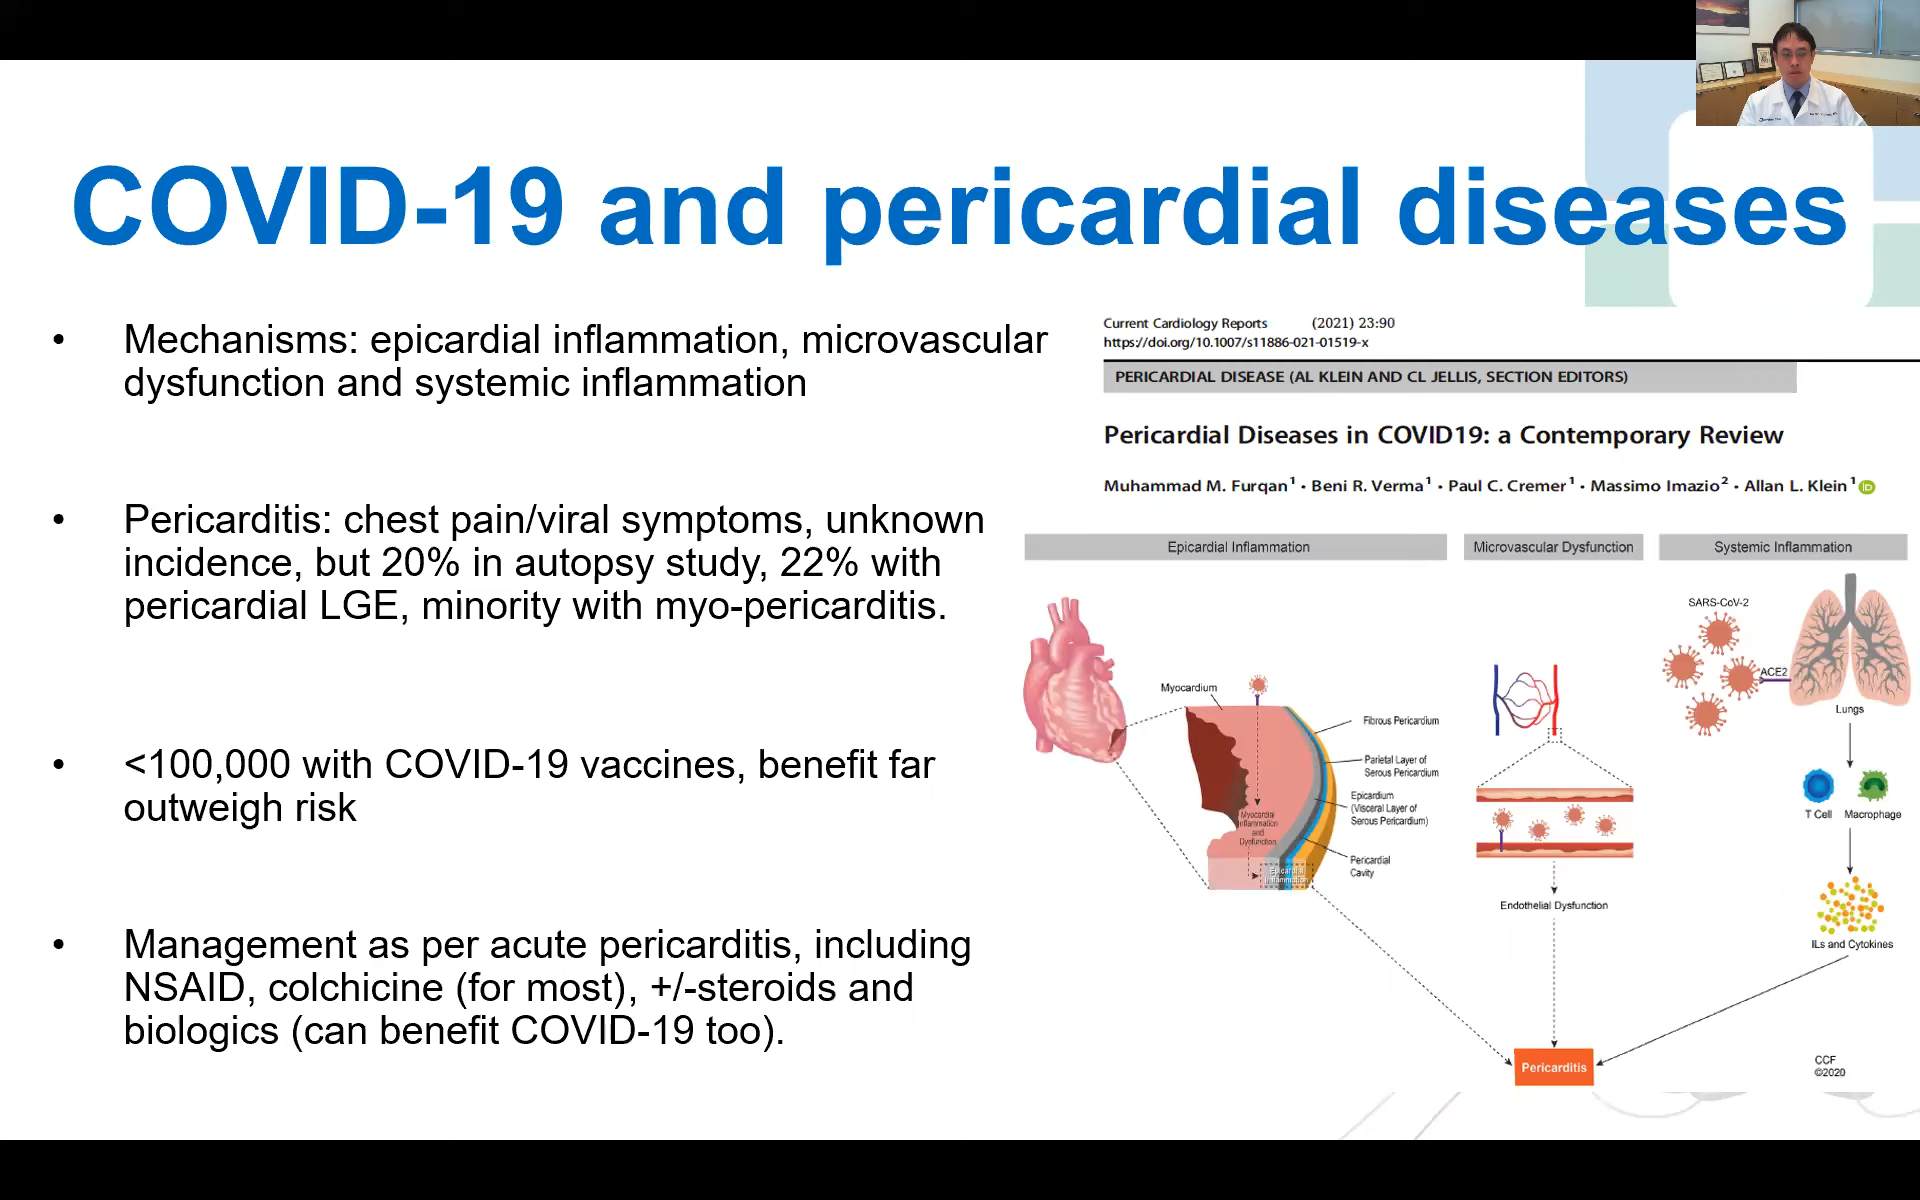 COVID-19 and pericardial diseases
• Mechanisms: epicardial inflammation, microvascular
dysfunction and systemic inflammation
• Pericarditis: chest pain/viral symptoms, unknown
incidence, but 20% in autopsy study, 22% with
pericardial LGE, minority with myo-pericarditis.
• <100,000 with COVID-19 vaccines, benefit far
outweigh risk
• Management as per acute pericarditis, including
NSAID, colchicine (for most), +/-steroids and
biologics (can benefit COVID-19 too).
Current Cardiology Reports (2021) 23:90
https://doi.org/10.1007/s11886-021-01519-x
PERICARDIAL DISEASE (AL KLEIN AND CL JELLIS, SECTION EDITORS)
Pericardial Diseases in COVID19: a Contemporary Review
Muhammad M. Furqan¹ • Beni R. Verma¹ • Paul C. Cremer¹ • Massimo Imazio² • Allan L. Klein¹ iD
Epicardial Inflammation
Myocardium
Fibrous Pericardium
Parietal Layer of
Serous Pericardium
Epicardium
(Visceral Layer of
Serous Pericardium)
Pericardial
Cavity
Myocardial
Inflammation
and
Dysfunction
Epicardial
Inflammation
Microvascular Dysfunction
Endothelial Dysfunction
Systemic Inflammation
SARS-CoV-2
ACE2
Lungs
T Cell
Macrophage
ILs and Cytokines
Pericarditis
CCF
©2020